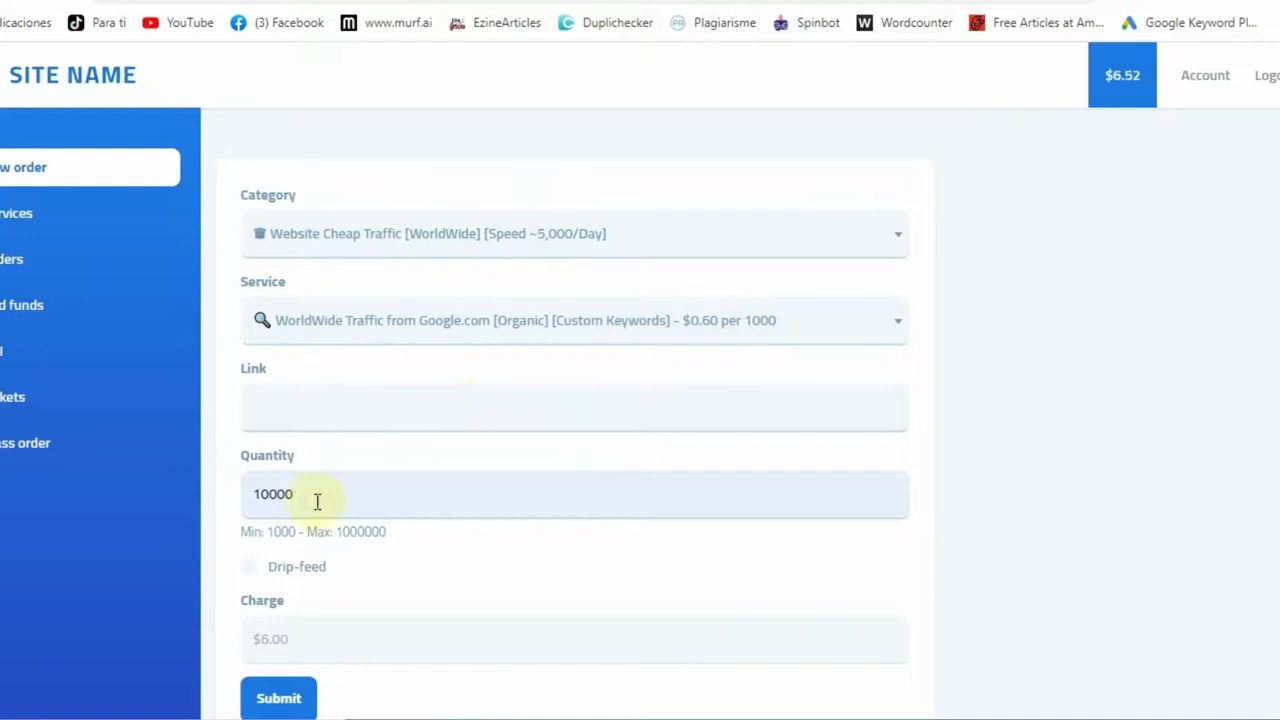 licaciones Para ti YouTube (3) Facebook www.murf.ai EzineArticles Duplichecker Plagiarisme Spinbot Wordcounter Free Articles at Am... Google Keyword Pl...
SITE NAME
$6.52 Account Logo
w order
rvices
ders
d funds
I
kets
ass order
Category
Website Cheap Traffic [WorldWide] [Speed ~5,000/Day]
Service
WorldWide Traffic from Google.com [Organic] [Custom Keywords] - $0.60 per 1000
Link
Quantity
10000
Min: 1000 - Max: 1000000
Drip-feed
Charge
$6.00
Submit